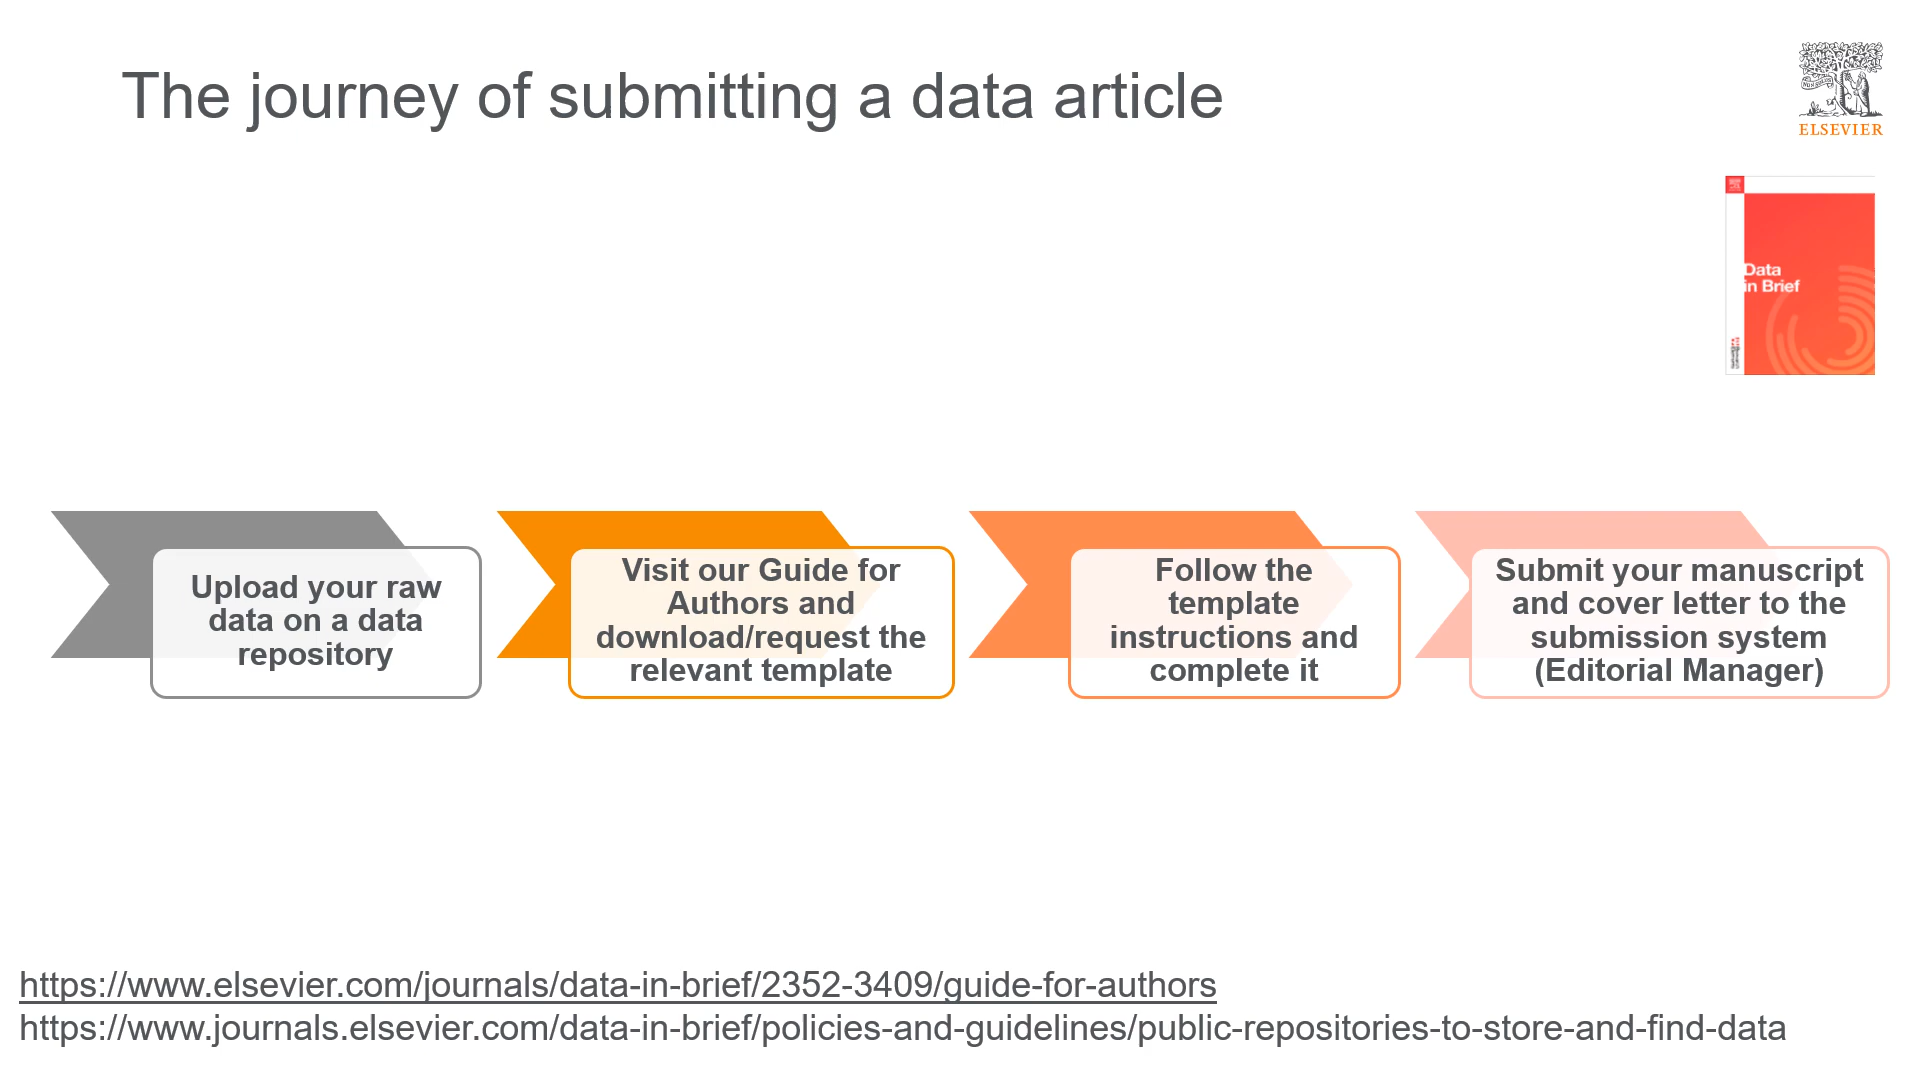 The journey of submitting a data article
ELSEVIER
Data
in Brief
Upload your raw
data on a data
repository
Visit our Guide for
Authors and
download/request the
relevant template
Follow the
template
instructions and
complete it
Submit your manuscript
and cover letter to the
submission system
(Editorial Manager)
https://www.elsevier.com/journals/data-in-brief/2352-3409/guide-for-authors
https://www.journals.elsevier.com/data-in-brief/policies-and-guidelines/public-repositories-to-store-and-find-data